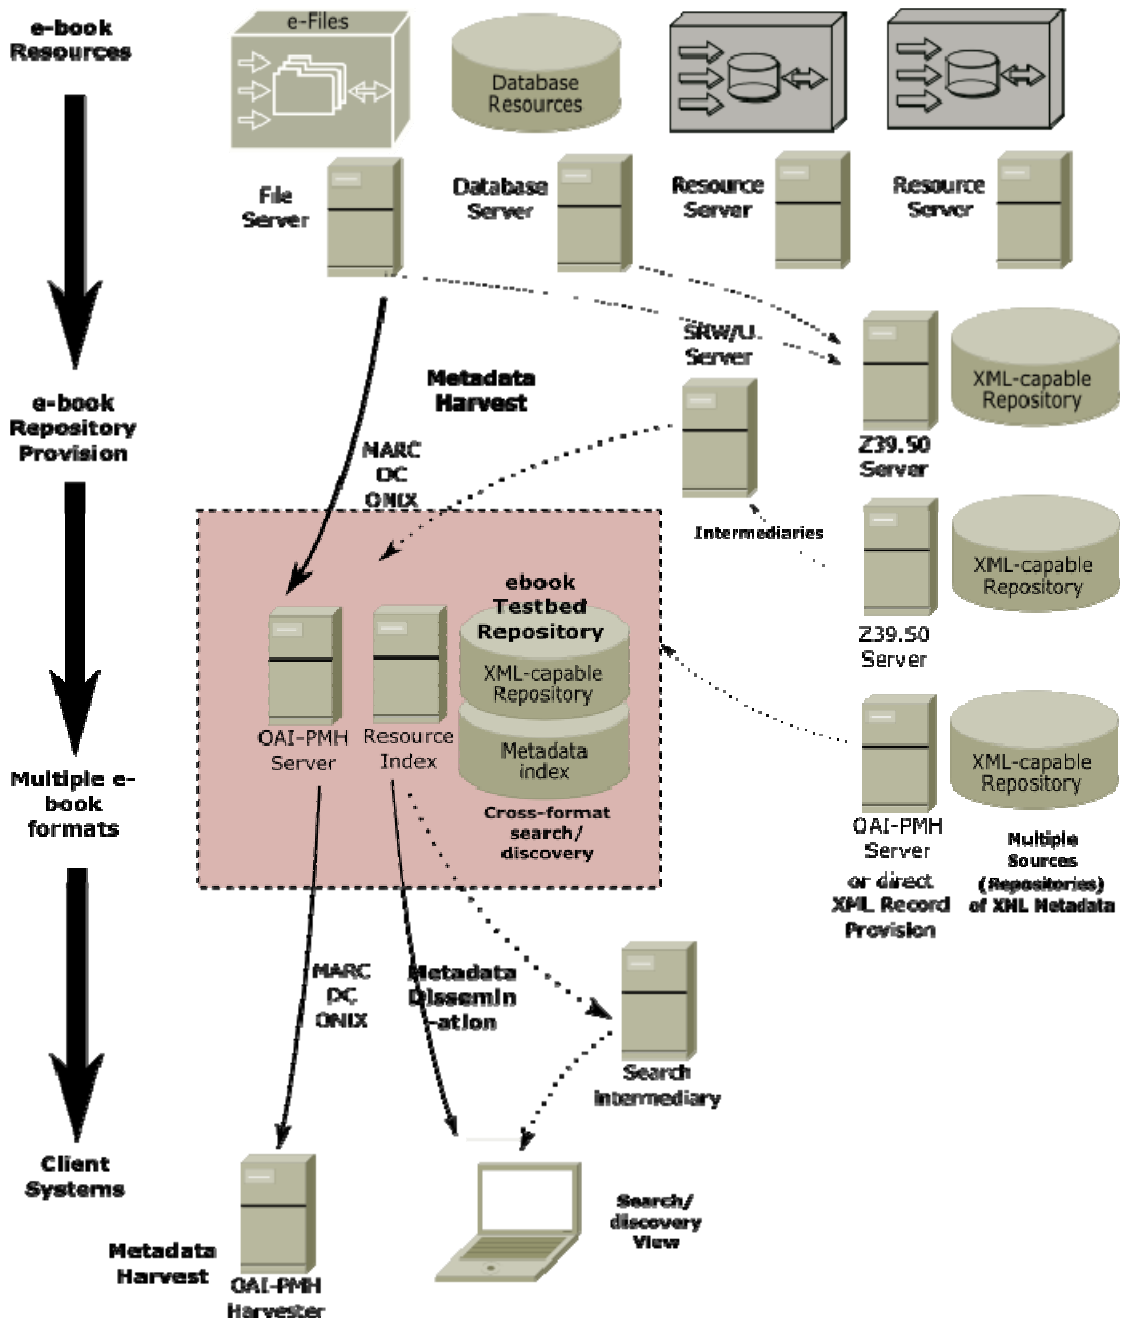 e-book
Resources
e-Files
Database
Resources
File
Server
Database
Server
Resource
Server
Resource
Server
e-book
Repository
Provision
Metadada
Harvest
MARC
DC
ONIX
SRW/U
Server
Intermediaries
XML-capable
Repository
Z39.50
Server
XML-capable
Repository
Z39.50
Server
XML-capable
Repository
OAI-PMH
Server
or direct
XML Record
Provision
Multiple
Sources
(Repositories)
of XML Metadata
ebook
Testbed
Repository
XML-capable
Repository
Metadata
index
Cross-format
search/
discovery
OAI-PMH
Server
Resource
Index
Multiple e-
book
formats
MARC
DC
ONIX
Metadata
Dissemin
-ation
Search
intermediary
Client
Systems
Metadata
Harvest
OAI-PMH
Harvester
Search/
discovery
View